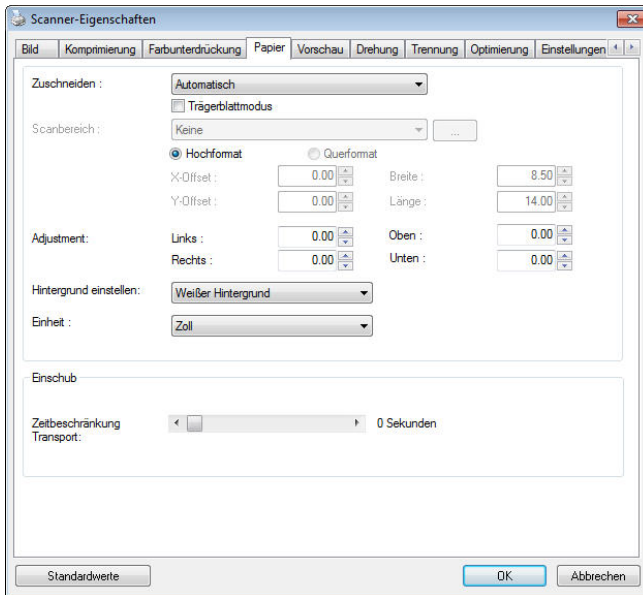 Scanner-Eigenschaften
Bild Komprimierung Farbunterdrückung Papier Vorschau Drehung Trennung Optimierung Einstellungen
Zuschneiden : Automatisch
Trägerblattmodus
Scanbereich : Keine ...
Hochformat Querformat
X-Offset : 0.00 Breite : 8.50
Y-Offset : 0.00 Länge : 14.00
Adjustment: Links : 0.00 Oben : 0.00
Rechts : 0.00 Unten : 0.00
Hintergrund einstellen: Weißer Hintergrund
Einheit : Zoll
Einschub
Zeitbeschränkung 0 Sekunden
Transport:
Standardwerte OK Abbrechen